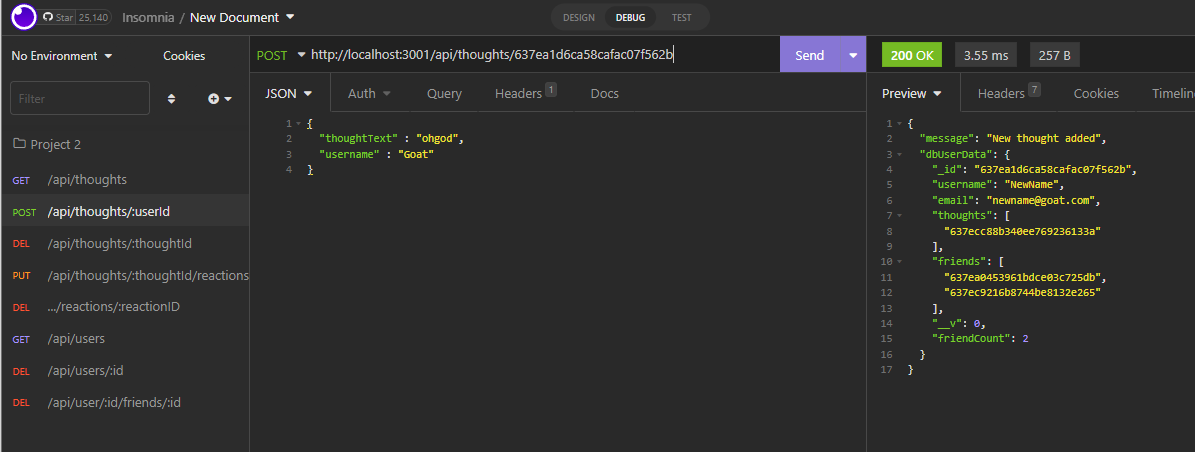 Star 25,140 Insomnia / New Document DESIGN DEBUG TEST
No Environment Cookies
Filter
Project 2
GET /api/thoughts
POST /api/thoughts/:userId
DEL /api/thoughts/:thoughtId
PUT /api/thoughts/:thoughtId/reactions
DEL .../reactions/:reactionID
GET /api/users
DEL /api/users/:id
DEL /api/user/:id/friends/:id
POST http://localhost:3001/api/thoughts/637ea1d6ca58cafac07f562b Send
JSON Auth Query Headers 1 Docs
1 {
2 "thoughtText" : "ohgod",
3 "username" : "Goat"
4 }
200 OK 3.55 ms 257 B
Preview Headers 7 Cookies Timelin
1 {
2 "message": "New thought added",
3 "dbUserData": {
4 "_id": "637ea1d6ca58cafac07f562b",
5 "username": "NewName",
6 "email": "newname@goat.com",
7 "thoughts": [
8 "637ecc88b340ee769236133a"
9 ],
10 "friends": [
11 "637ea0453961bdce03c725db",
12 "637ec9216b8744be8132e265"
13 ],
14 "__v": 0,
15 "friendCount": 2
16 }
17 }